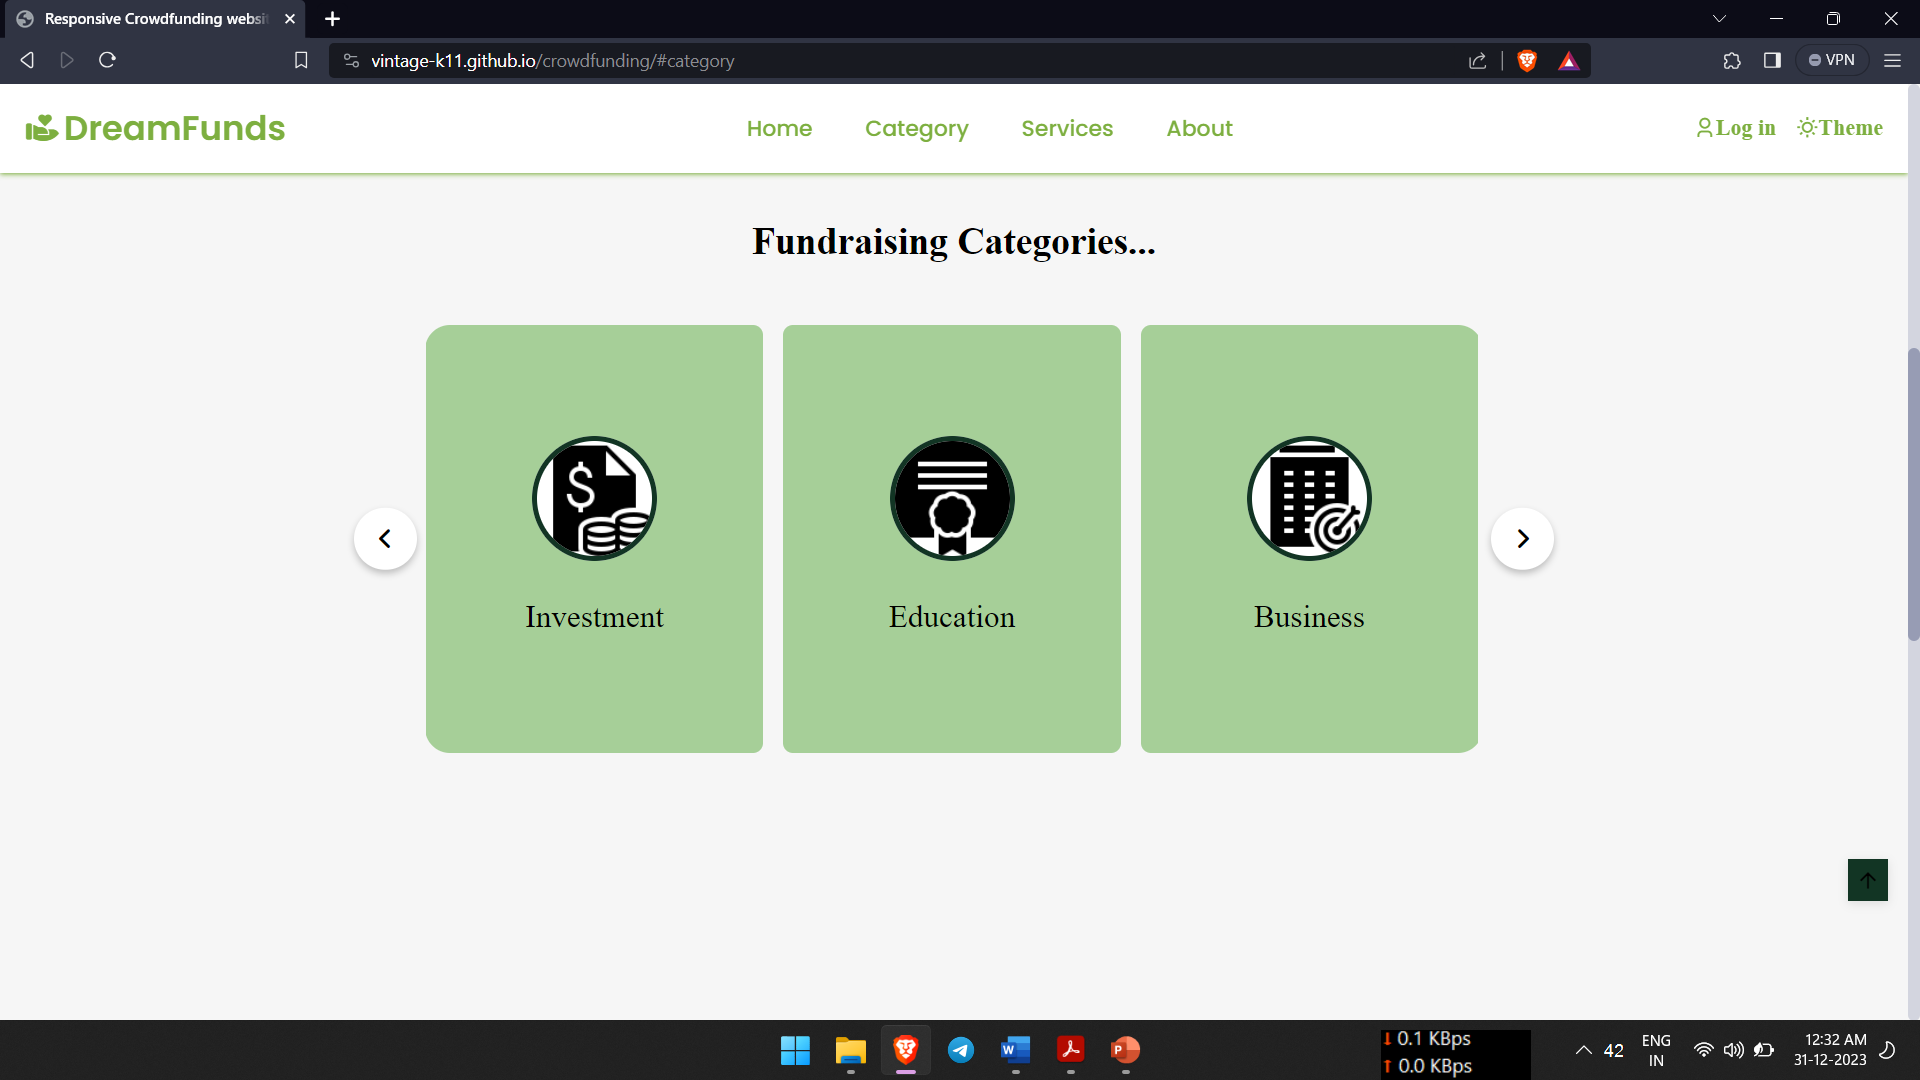 Responsive Crowdfunding websi
vintage-k11.github.io/crowdfunding/#category
VPN
DreamFunds
Home
Category
Services
About
Log in
Theme
Fundraising Categories...
$
Investment
Education
Business
W
P
0.1 KBps
0.0 KBps
42
ENG
IN
12:32 AM
31-12-2023